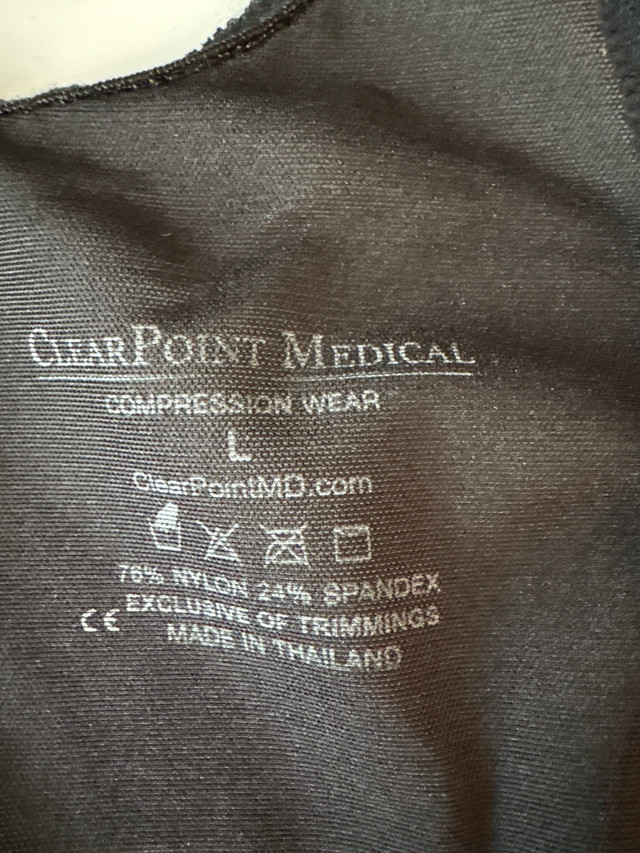 CLEARPOINT MEDICAL
COMPRESSION WEAR
L
ClearPointMD.com
76% NYLON 24% SPANDEX
EXCLUSIVE OF TRIMMINGS
CE
MADE IN THAILAND